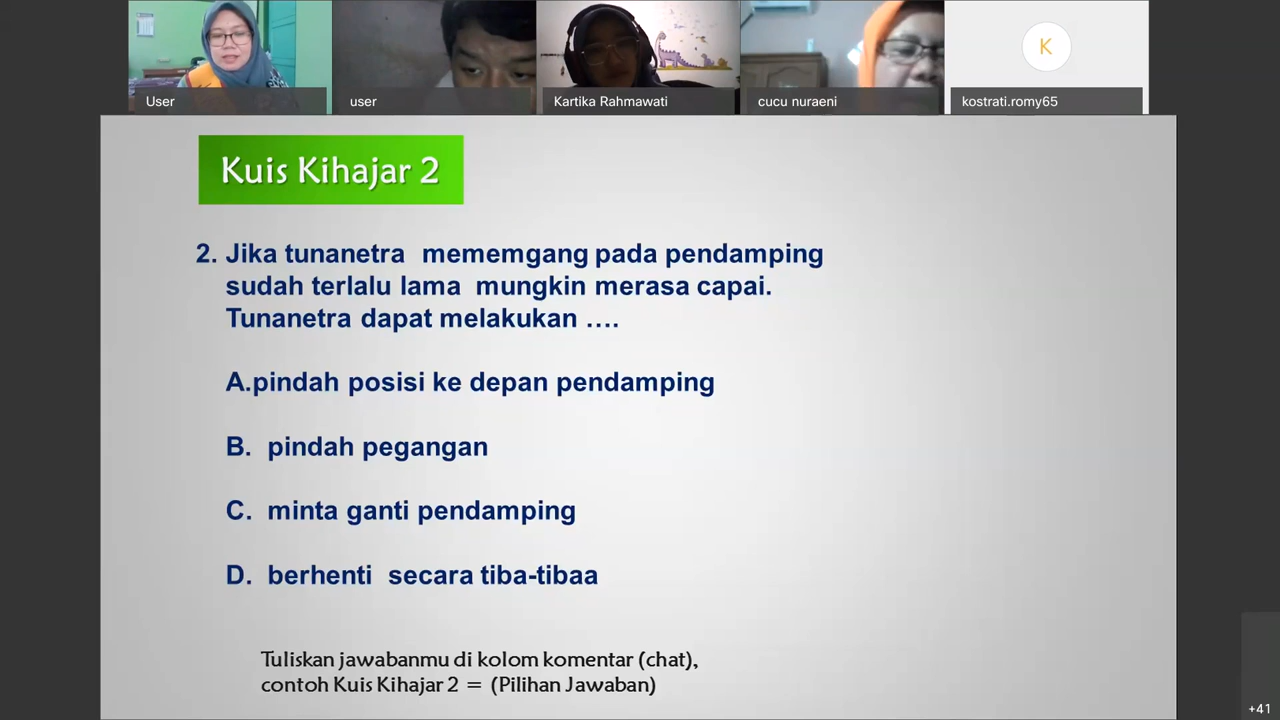 User
user
Kartika Rahmawati
cucu nuraeni
K
kostrati.romy65
Kuis Kihajar 2
2. Jika tunanetra mememgang pada pendamping
sudah terlalu lama mungkin merasa capai.
Tunanetra dapat melakukan ....
A.pindah posisi ke depan pendamping
B. pindah pegangan
C. minta ganti pendamping
D. berhenti secara tiba-tibaa
Tuliskan jawabanmu di kolom komentar (chat),
contoh Kuis Kihajar 2 = (Pilihan Jawaban)
+41